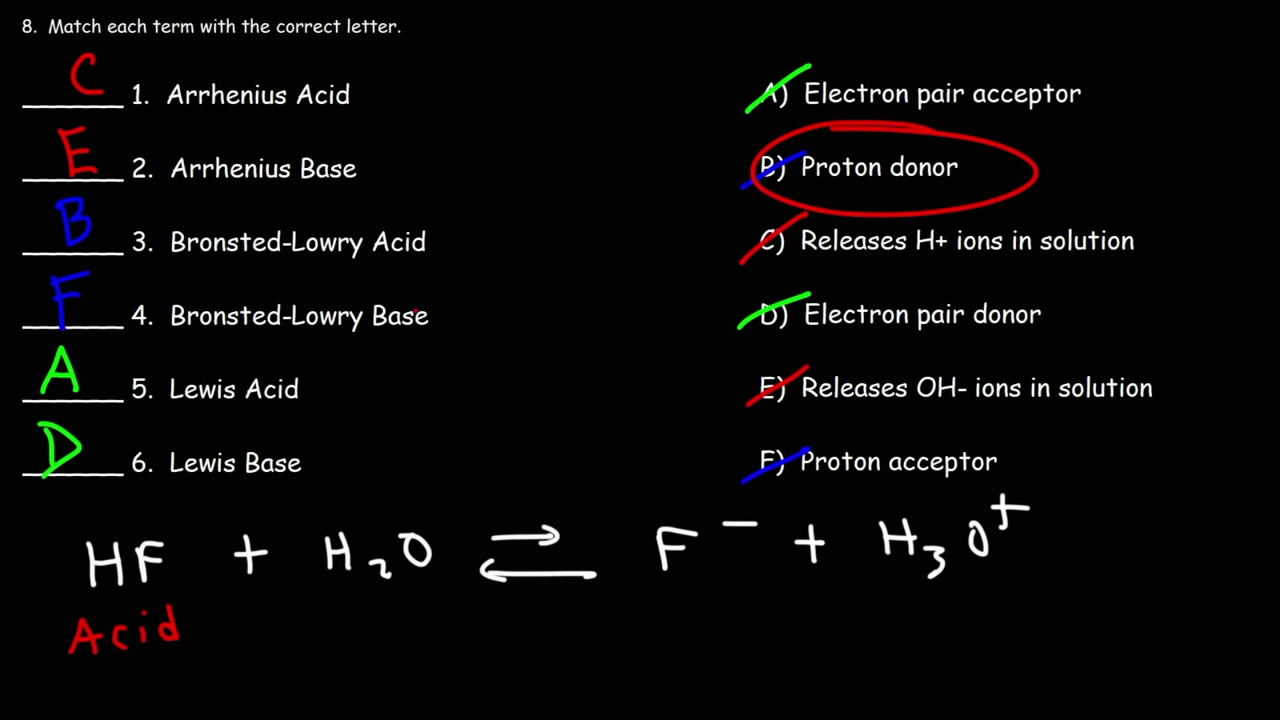 8. Match each term with the correct letter.
C 1. Arrhenius Acid
A) Electron pair acceptor
E 2. Arrhenius Base
B) Proton donor
B 3. Bronsted-Lowry Acid
C) Releases H+ ions in solution
F 4. Bronsted-Lowry Base
D) Electron pair donor
A 5. Lewis Acid
E) Releases OH- ions in solution
D 6. Lewis Base
F) Proton acceptor
HF + H₂O ⇌ F⁻ + H₃O⁺
Acid